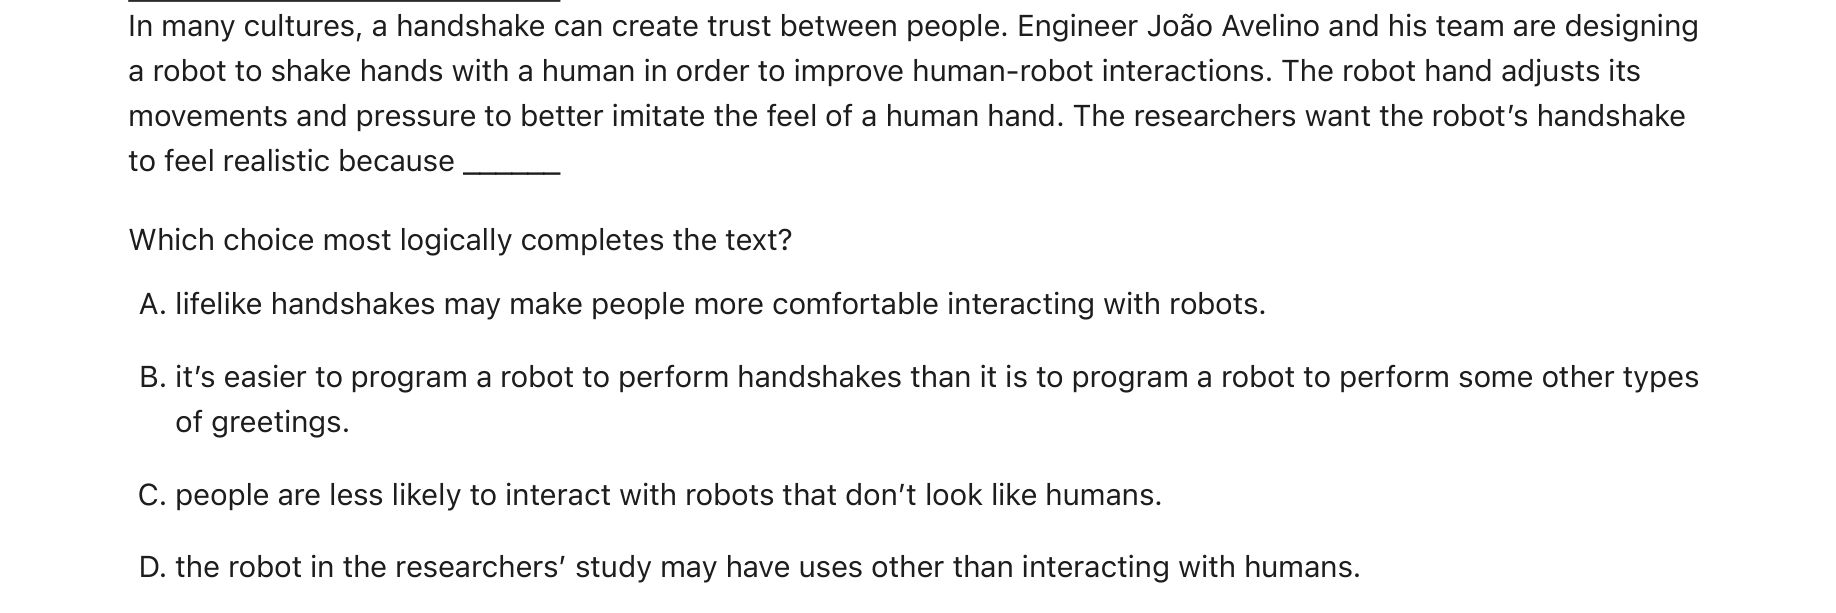 In many cultures, a handshake can create trust between people. Engineer João Avelino and his team are designing
a robot to shake hands with a human in order to improve human-robot interactions. The robot hand adjusts its
movements and pressure to better imitate the feel of a human hand. The researchers want the robot’s handshake
to feel realistic because ______
Which choice most logically completes the text?
A. lifelike handshakes may make people more comfortable interacting with robots.
B. it’s easier to program a robot to perform handshakes than it is to program a robot to perform some other types
of greetings.
C. people are less likely to interact with robots that don’t look like humans.
D. the robot in the researchers’ study may have uses other than interacting with humans.